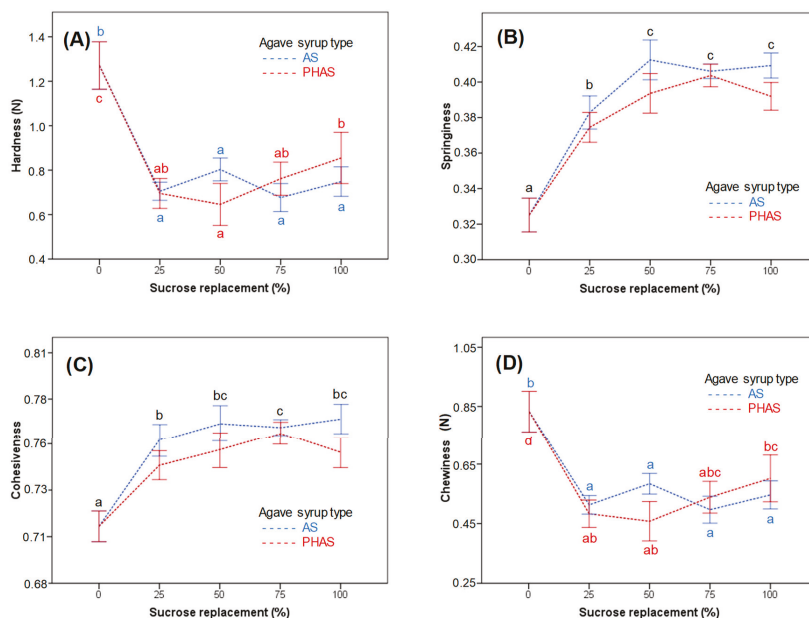 (A)
Agave syrup type
AS
PHAS
Hardness (N)
1.4
1.2
1.0
0.8
0.6
0.4
b
c
ab
a
a
a
ab
a
b
a
0
25
50
75
100
Sucrose replacement (%)
(B)
Springiness
0.42
0.40
0.38
0.36
0.34
0.32
0.30
a
b
c
c
c
Agave syrup type
AS
PHAS
0
25
50
75
100
Sucrose replacement (%)
(C)
Cohesiveness
0.81
0.78
0.76
0.73
0.71
0.68
a
b
bc
c
bc
Agave syrup type
AS
PHAS
0
25
50
75
100
Sucrose replacement (%)
(D)
Agave syrup type
AS
PHAS
Chewiness (N)
1.05
0.85
0.65
0.45
0.25
b
d
a
ab
a
ab
abc
a
bc
a
0
25
50
75
100
Sucrose replacement (%)